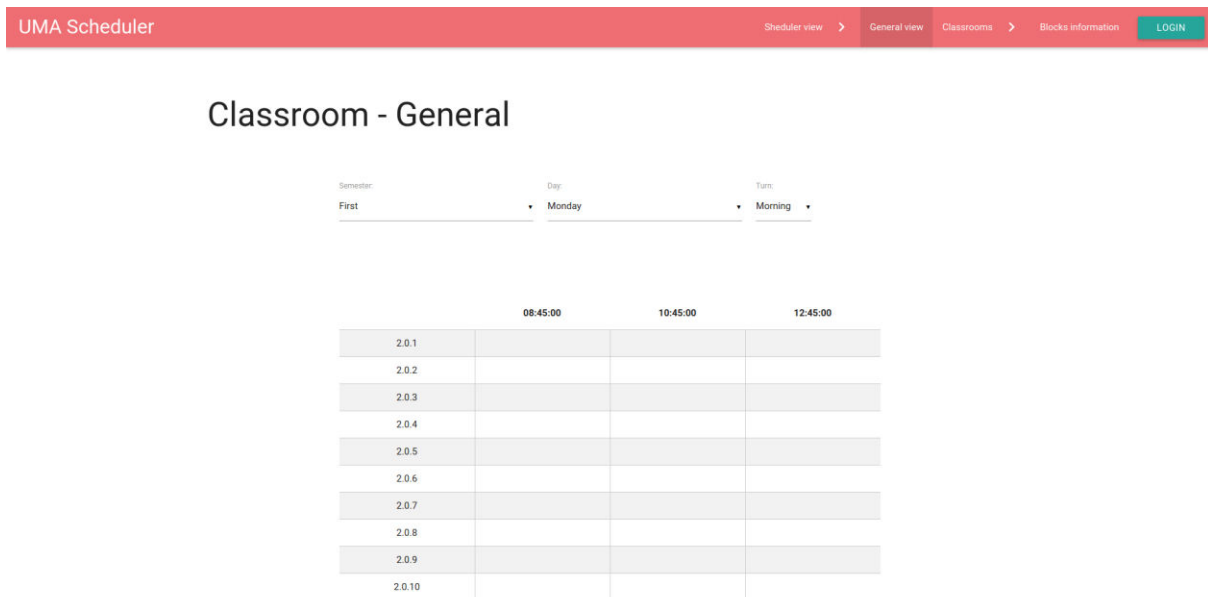 UMA Scheduler Sheduler view General view Classrooms Blocks information LOGIN
Classroom - General
Semester: Day: Turn:
First Monday Morning
08:45:00 10:45:00 12:45:00
2.0.1
2.0.2
2.0.3
2.0.4
2.0.5
2.0.6
2.0.7
2.0.8
2.0.9
2.0.10